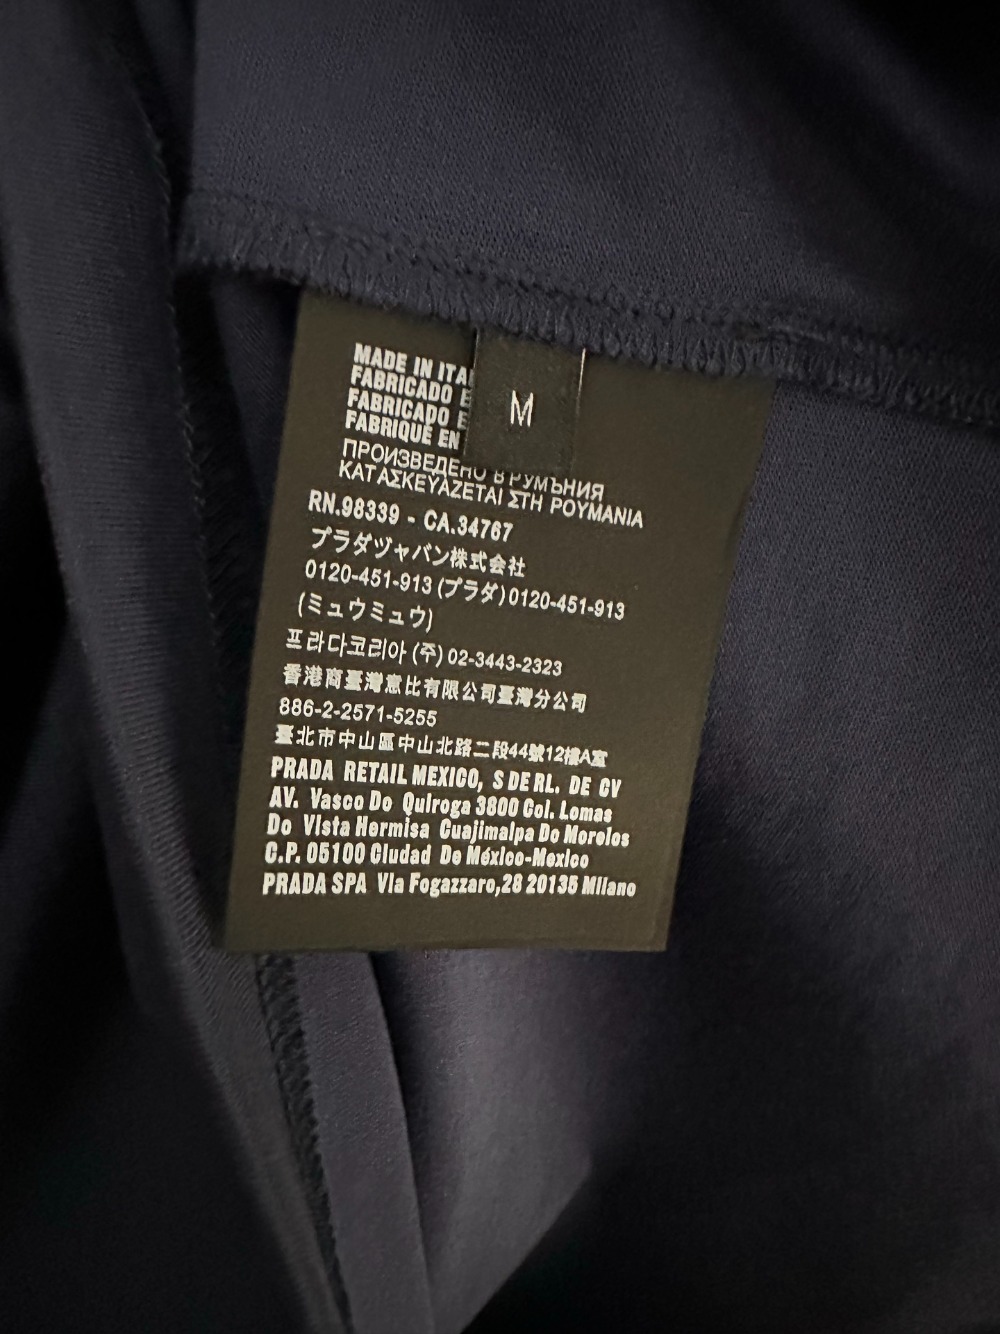 MADE IN ITA
FABRICADO E
FABRICADO E
FABRIQUÉ EN
M
ПРОИЗВЕДЕНО В РУМЪНИЯ
ΚΑΤΑΣΚΕΥΑΖΕΤΑΙ ΣΤΗ ΡΟΥΜΑΝΙΑ
RN.98339 - CA.34767
プラダヅャバン株式会社
0120-451-913 (プラダ) 0120-451-913
(ミュウミュウ)
프라다코리아 (주) 02-3443-2323
香港商臺灣意比有限公司臺灣分公司
886-2-2571-5255
臺北市中山區中山北路二段44號12樓A室
PRADA RETAIL MEXICO, S DE RL. DE CV
AV. Vasco Do Quiroga 3800 Col. Lomas
Do Vista Hermisa Cuajimalpa Do Morelos
C.P. 05100 Ciudad De México-Mexico
PRADA SPA Via Fogazzaro,28 20135 Milano